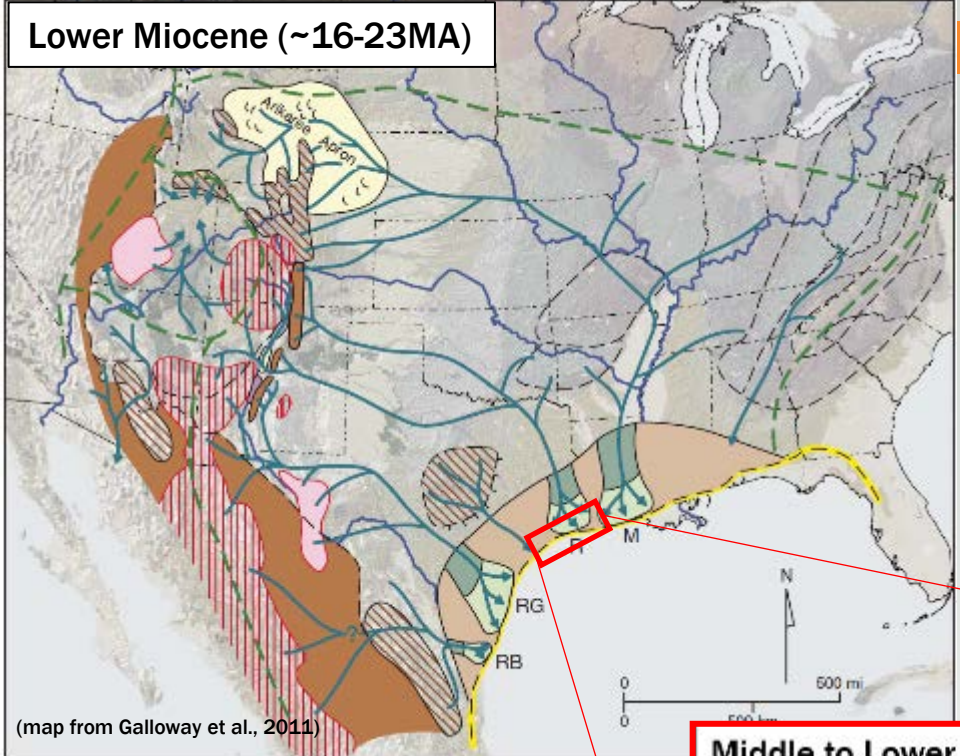 Lower Miocene (~16-23MA)
Arikaree Apron
M
RG
RB
?
N
0
500 mi
0
(map from Galloway et al., 2011)
Middle to Lower